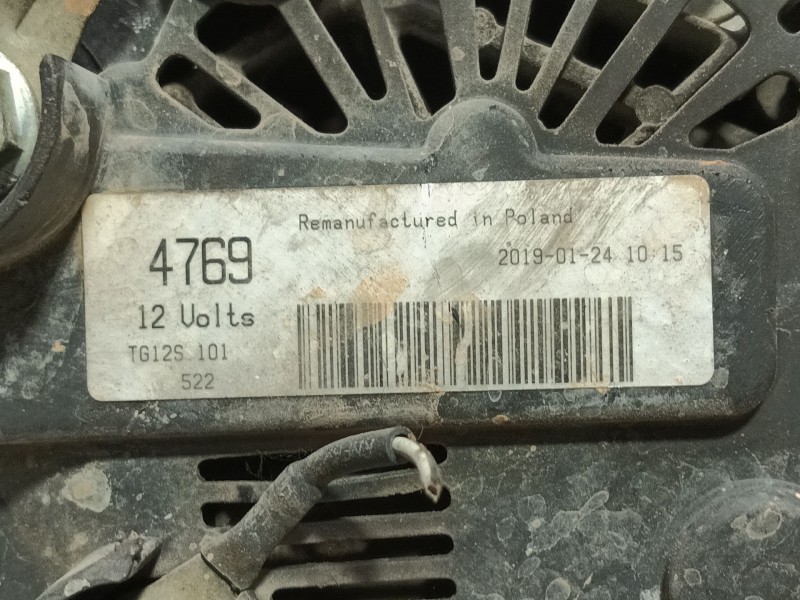 Remanufactured in Poland
4769
2019-01-24 10:15
12 Volts
TG12S 101
522